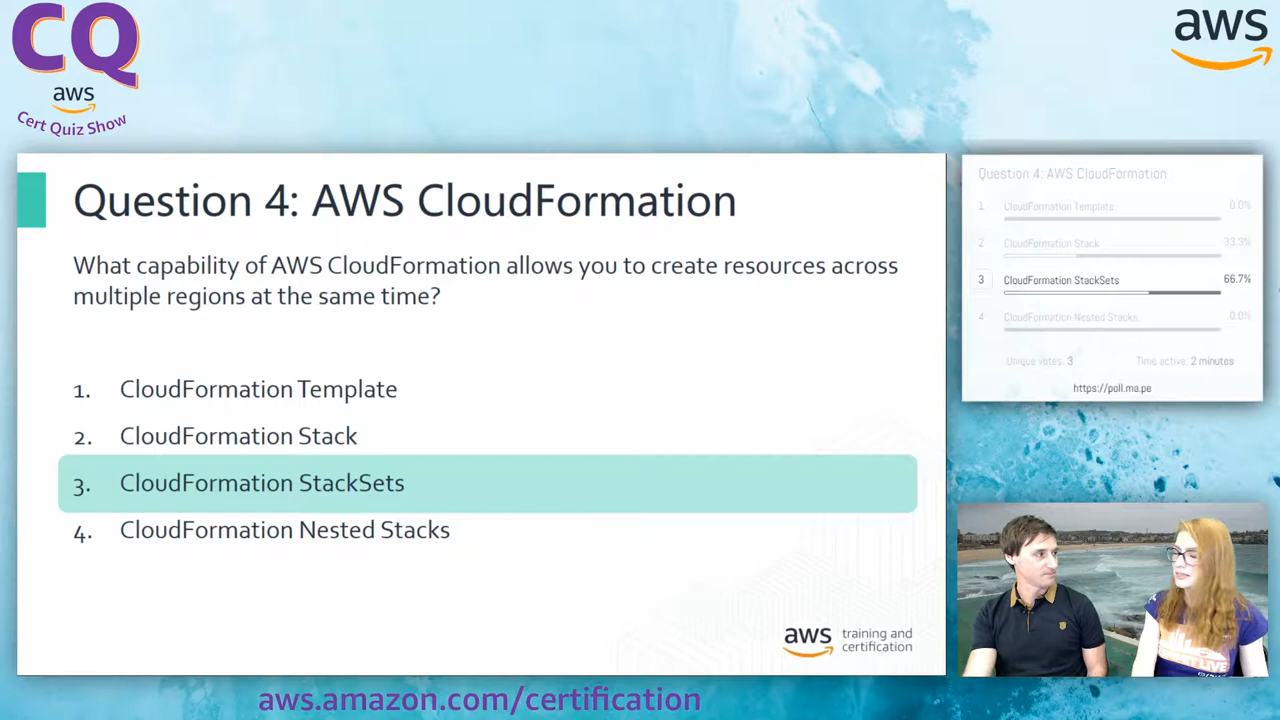 CQ
aws
Cert Quiz Show
aws
Question 4: AWS CloudFormation
What capability of AWS CloudFormation allows you to create resources across
multiple regions at the same time?
1. CloudFormation Template
2. CloudFormation Stack
3. CloudFormation StackSets
4. CloudFormation Nested Stacks
aws training and
certification
Question 4: AWS CloudFormation
1 CloudFormation Template 0.0%
2 CloudFormation Stack 33.3%
3 CloudFormation StackSets 66.7%
4 CloudFormation Nested Stacks 0.0%
Unique votes: 3 Time active: 2 minutes
https://poll.ma.pe
LIVE
aws.amazon.com/certification